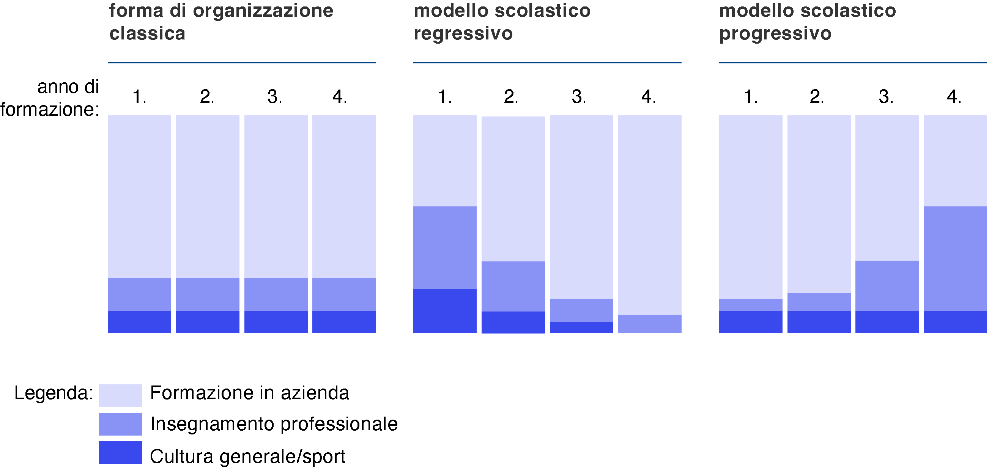 forma di organizzazione
classica
modello scolastico
regressivo
modello scolastico
progressivo
anno di
formazione:
1. 2. 3. 4.
1. 2. 3. 4.
1. 2. 3. 4.
Legenda:
Formazione in azienda
Insegnamento professionale
Cultura generale/sport